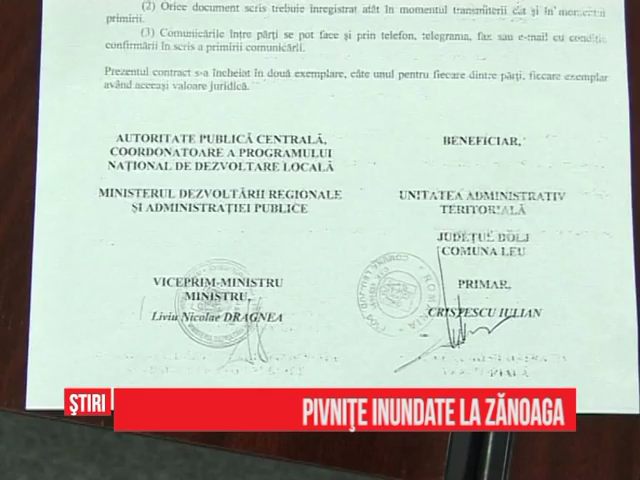 (2) Orice document scris trebuie înregistrat atât în momentul transmiterii cât şi în momentul
primirii.
(3) Comunicările între părţi se pot face şi prin telefon, telegrama, fax sau e-mail cu condiţia
confirmării în scris a primirii comunicării.
Prezentul contract s-a încheiat în două exemplare, câte unul pentru fiecare dintre părţi, fiecare exemplar
având aceeaşi valoare juridică.
AUTORITATE PUBLICĂ CENTRALĂ,
COORDONATOARE A PROGRAMULUI
NAŢIONAL DE DEZVOLTARE LOCALĂ
MINISTERUL DEZVOLTĂRII REGIONALE
ŞI ADMINISTRAŢIEI PUBLICE
VICEPRIM-MINISTRU
MINISTRU,
Liviu Nicolae DRAGNEA
BENEFICIAR,
UNITATEA ADMINISTRATIV
TERITORIALĂ
JUDEŢUL DOLJ
COMUNA LEU
PRIMAR,
CRISTESCU IULIAN
ROMANIA
ŞTIRI
PIVNIŢE INUNDATE LA ZĂNOAGA